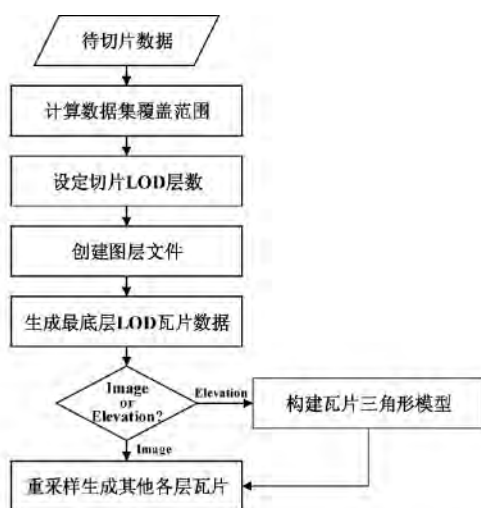 待切片数据
计算数据集覆盖范围
设定切片LOD层数
创建图层文件
生成最底层LOD瓦片数据
Image
or
Elevation?
Elevation
构建瓦片三角形模型
Image
重采样生成其他各层瓦片